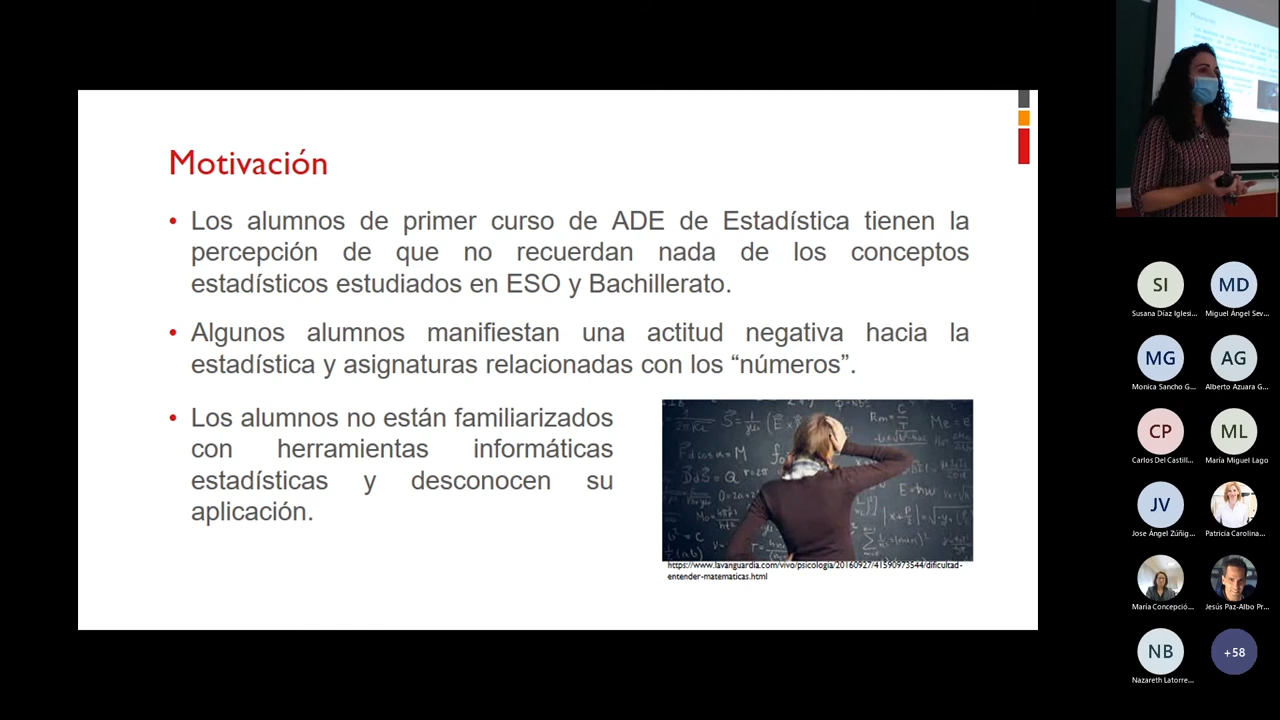 Motivación
• Los alumnos de primer curso de ADE de Estadística tienen la
percepción de que no recuerdan nada de los conceptos
estadísticos estudiados en ESO y Bachillerato.
• Algunos alumnos manifiestan una actitud negativa hacia la
estadística y asignaturas relacionadas con los “números”.
• Los alumnos no están familiarizados
con herramientas informáticas
estadísticas y desconocen su
aplicación.
https://www.lavanguardia.com/vivo/psicologia/20160927/41590973544/dificultad-
entender-matematicas.html
SI MD
Susana Díaz Iglesi... Miguel Ángel Sev...
MG AG
Monica Sancho G... Alberto Azuara G...
CP ML
Carlos Del Castill... María Miguel Lago
JV
Jose Ángel Zúñig... Patricia Carolina...
María Concepció... Jesús Paz-Albo Pr...
NB +58
Nazareth Latorre...